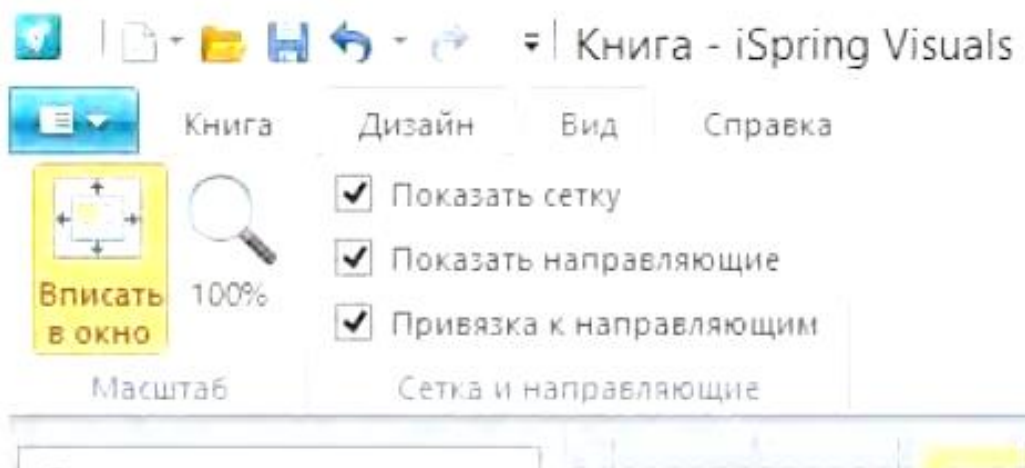 Книга - iSpring Visuals
Книга Дизайн Вид Справка
Вписать в окно
100%
Показать сетку
Показать направляющие
Привязка к направляющим
Масштаб
Сетка и направляющие